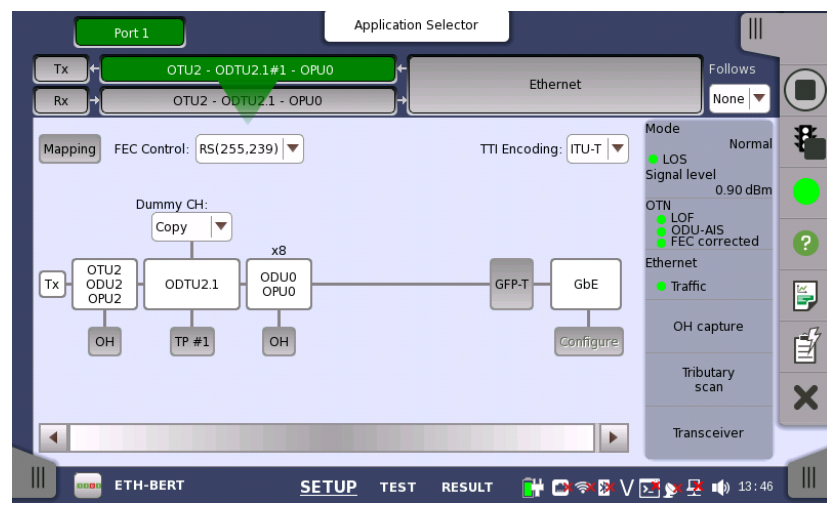 Port 1
Application Selector
Tx
OTU2 - ODTU2.1#1 - OPU0
Ethernet
Follows
Rx
OTU2 - ODTU2.1 - OPU0
None
Mapping
FEC Control:
RS(255,239)
TTI Encoding:
ITU-T
Mode
Normal
LOS
Signal level
0.90 dBm
OTN
LOF
ODU-AIS
FEC corrected
Ethernet
Traffic
OH capture
Tributary
scan
Transceiver
Dummy CH:
Copy
x8
Tx
OTU2
ODU2
OPU2
ODTU2.1
ODU0
OPU0
GFP-T
GbE
OH
TP #1
OH
Configure
ETH-BERT
SETUP
TEST
RESULT
V
13:46